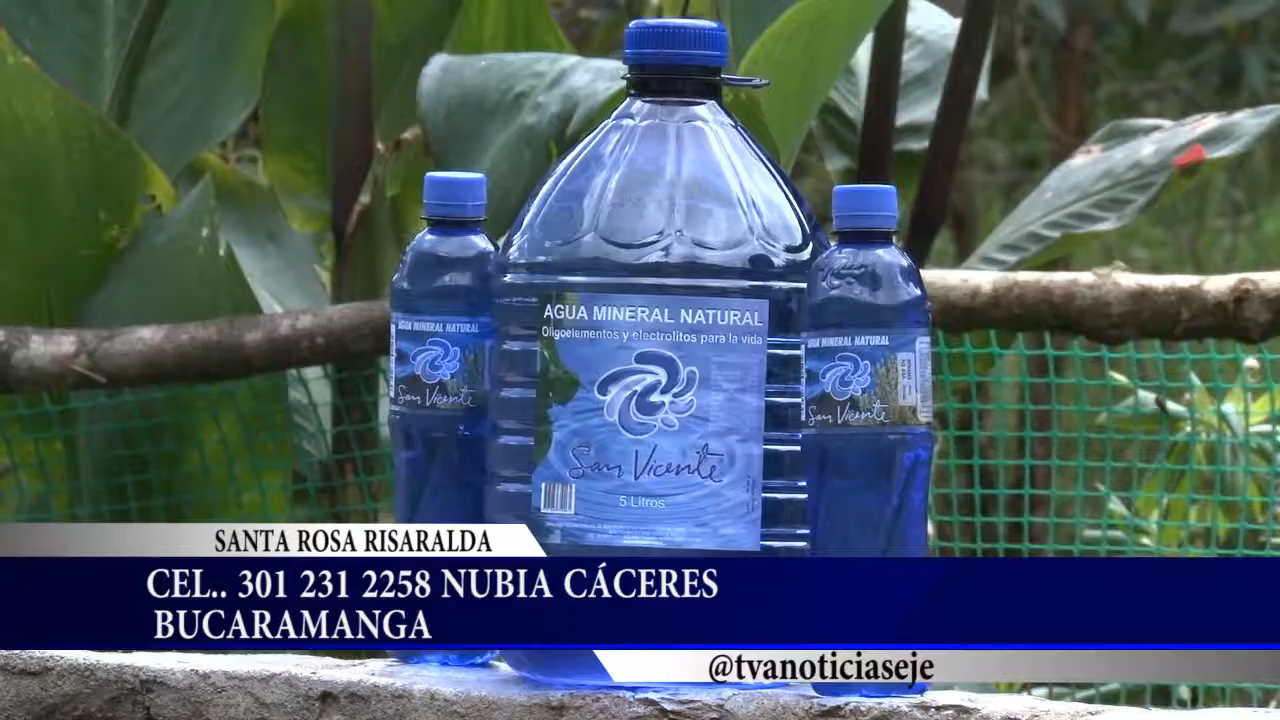 AGUA MINERAL NATURAL
Oligoelementos y electrolitos para la vida
San Vicente
5 Litros
AGUA MINERAL NATURAL
San Vicente
AGUA MINERAL NATURAL
San Vicente
SANTA ROSA RISARALDA
CEL.. 301 231 2258 NUBIA CÁCERES
BUCARAMANGA
@tvanoticiaseje